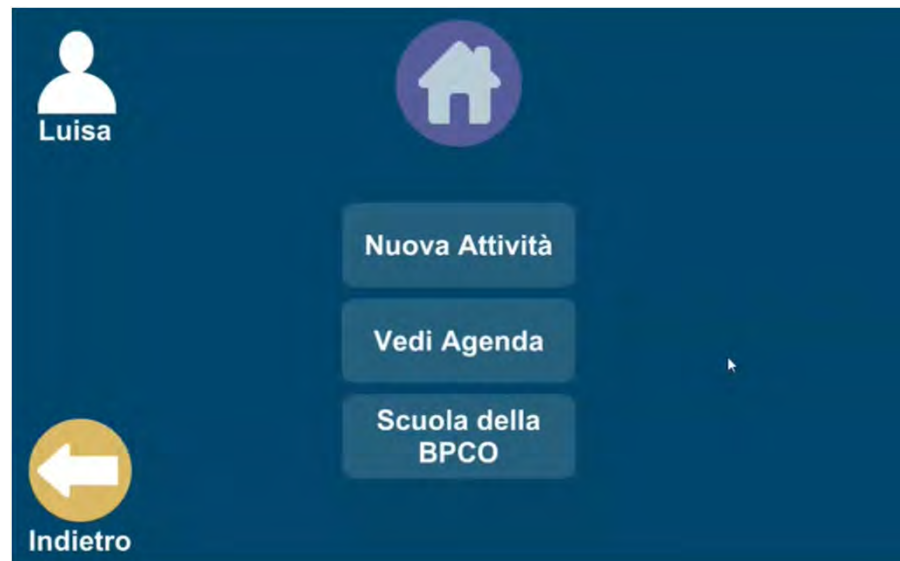 Luisa
Nuova Attività
Vedi Agenda
Scuola della
BPCO
Indietro